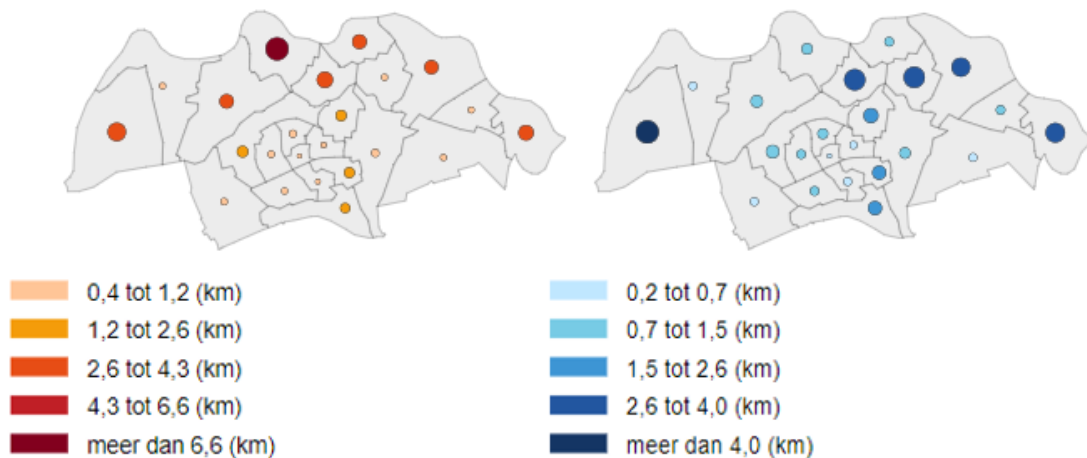 0,4 tot 1,2 (km)
1,2 tot 2,6 (km)
2,6 tot 4,3 (km)
4,3 tot 6,6 (km)
meer dan 6,6 (km)
0,2 tot 0,7 (km)
0,7 tot 1,5 (km)
1,5 tot 2,6 (km)
2,6 tot 4,0 (km)
meer dan 4,0 (km)